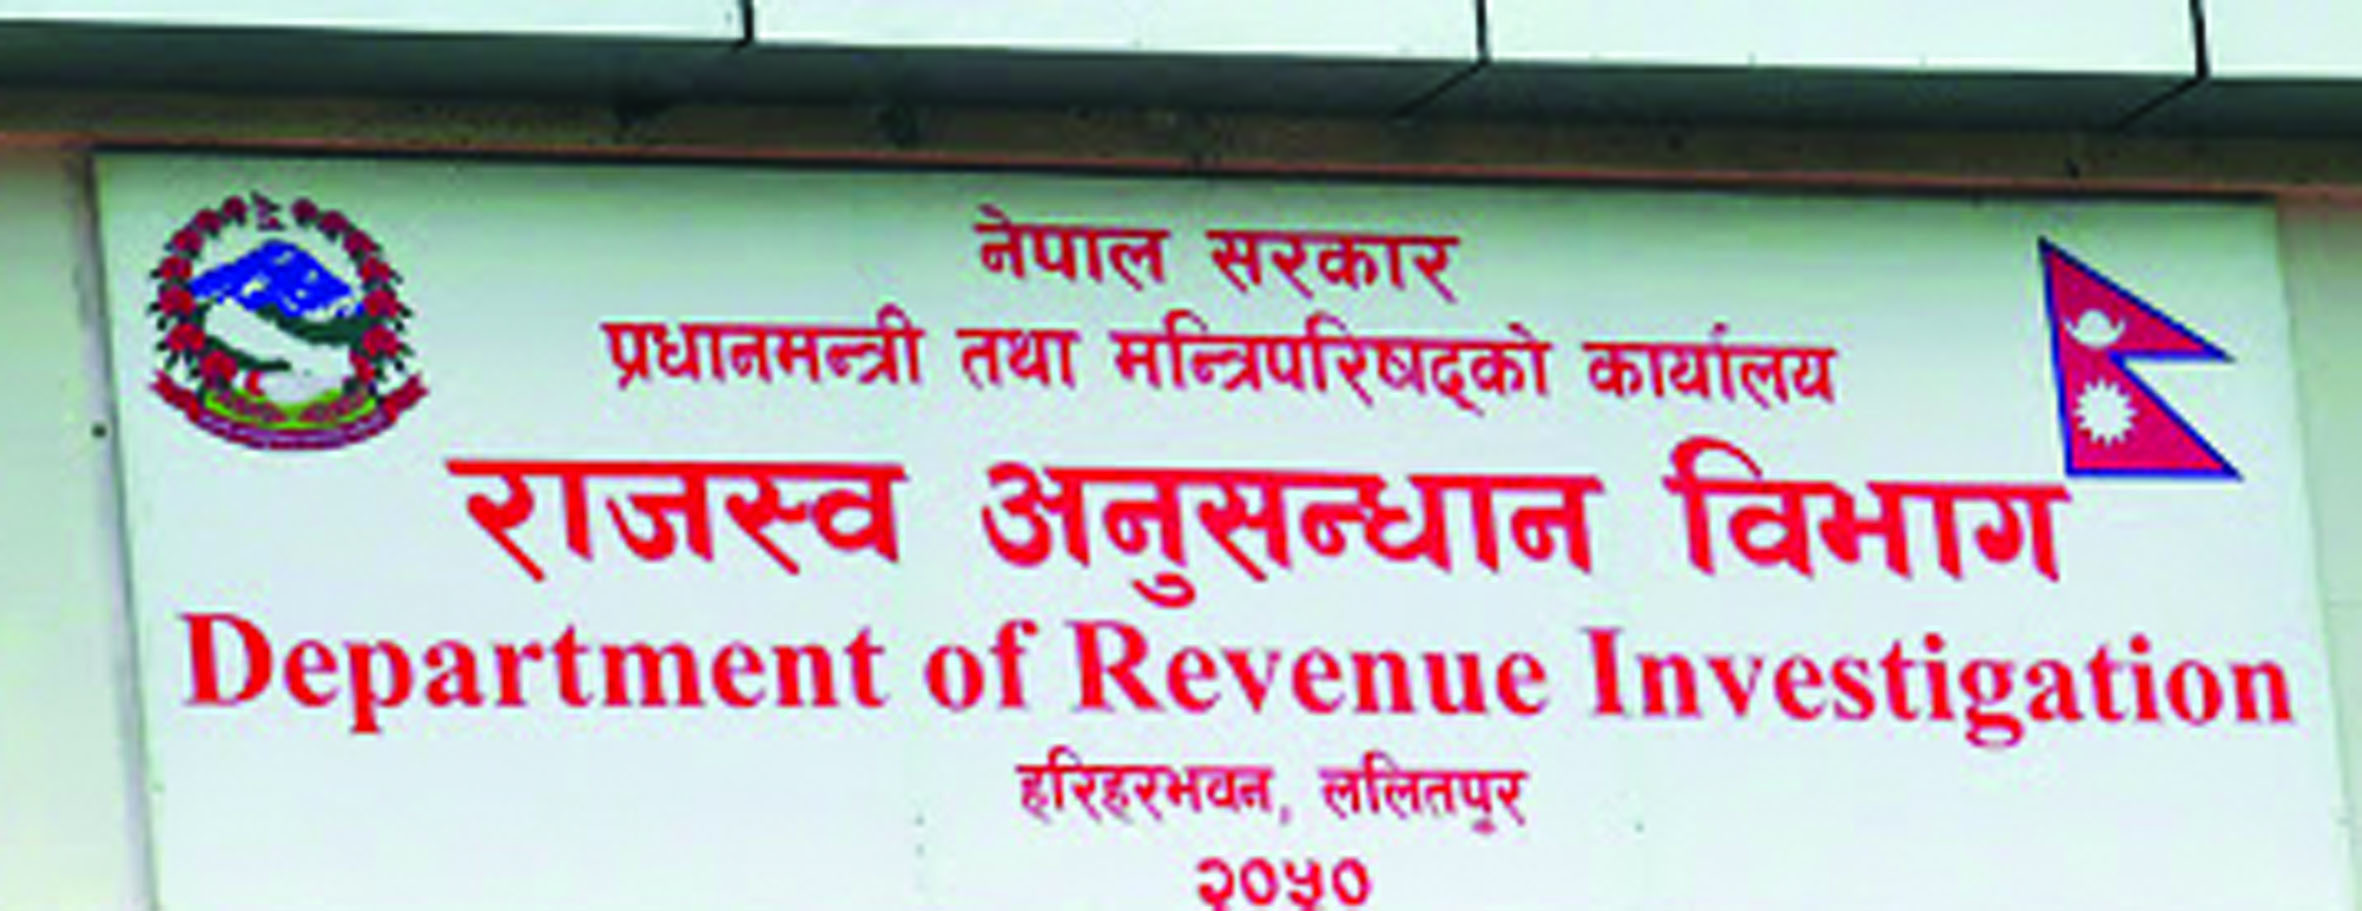 नेपाल सरकार
प्रधानमन्त्री तथा मन्त्रिपरिषद्को कार्यालय
राजस्व अनुसन्धान विभाग
Department of Revenue Investigation
हरिहरभवन, ललितपुर
२०५०